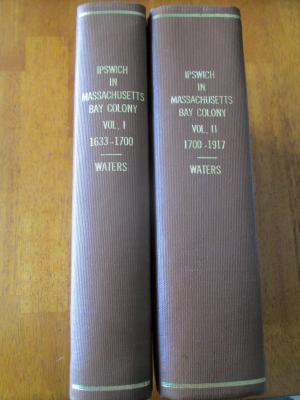 IPSWICH
IN
MASSACHUSETTS
BAY COLONY
VOL. I
1633-1700
WATERS
IPSWICH
IN
MASSACHUSETTS
BAY COLONY
VOL. II
1700-1917
WATERS